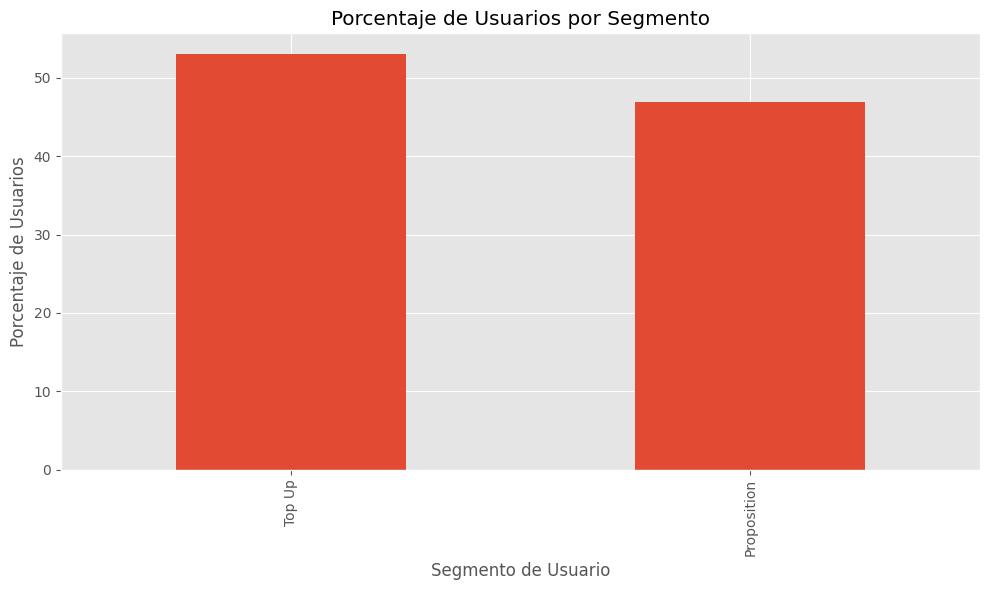 Porcentaje de Usuarios por Segmento
Porcentaje de Usuarios
50
40
30
20
10
0
Top Up
Proposition
Segmento de Usuario